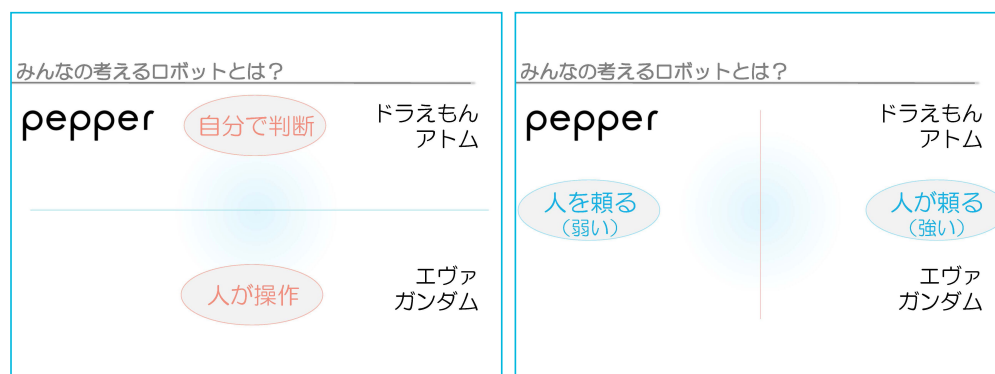 みんなの考えるロボットとは？
pepper
自分で判断
ドラえもん
アトム
人が操作
エヴァ
ガンダム
みんなの考えるロボットとは？
pepper
ドラえもん
アトム
人を頼る
（弱い）
人が頼る
（強い）
エヴァ
ガンダム